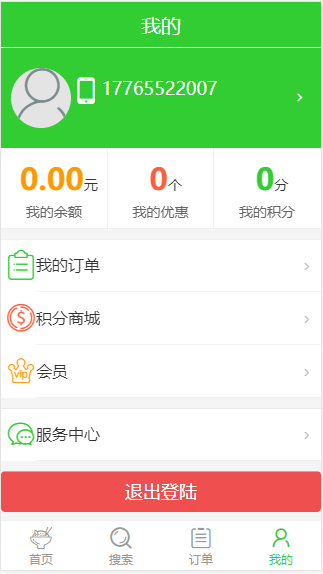 我的
17765522007
0.00元
0个
0分
我的余额
我的优惠
我的积分
我的订单
积分商城
vip
会员
服务中心
退出登陆
首页
搜索
订单
我的